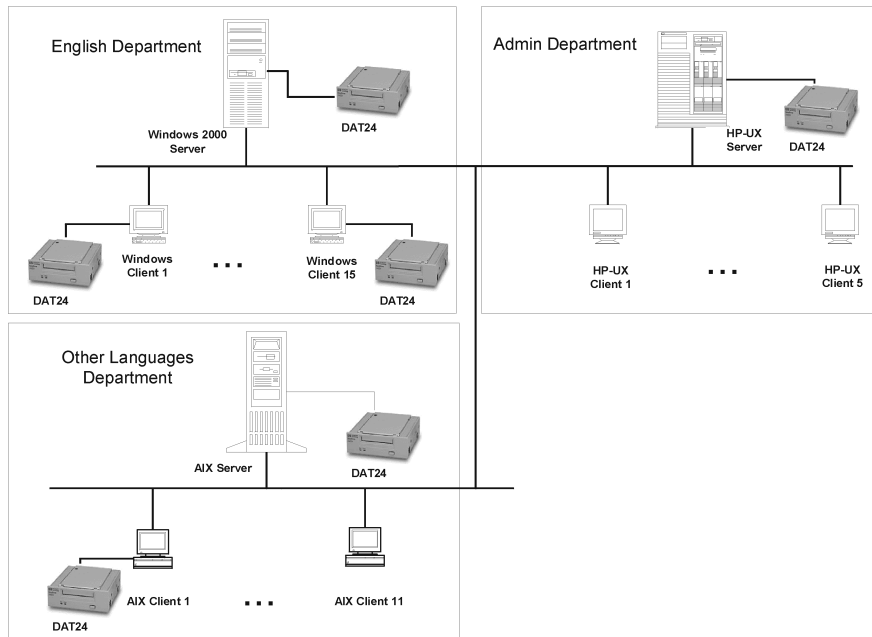 English Department
DAT24
Windows 2000
Server
DAT24
Windows
Client 1
...
Windows
Client 15
DAT24
Admin Department
HP-UX
Server
DAT24
HP-UX
Client 1
...
HP-UX
Client 5
Other Languages
Department
AIX Server
DAT24
DAT24
AIX Client 1
...
AIX Client 11